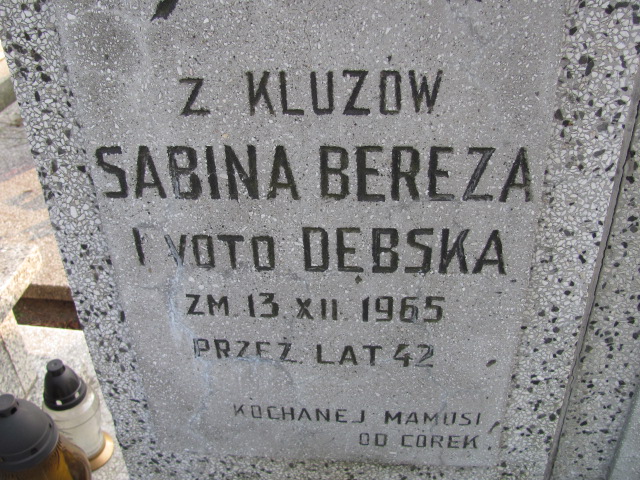 Z KLUZÓW
SABINA BEREZA
I VOTO DĘBSKA
ZM 13 XII 1965
PRZEŻ. LAT 42
KOCHANEJ MAMUSI
OD CÓREK